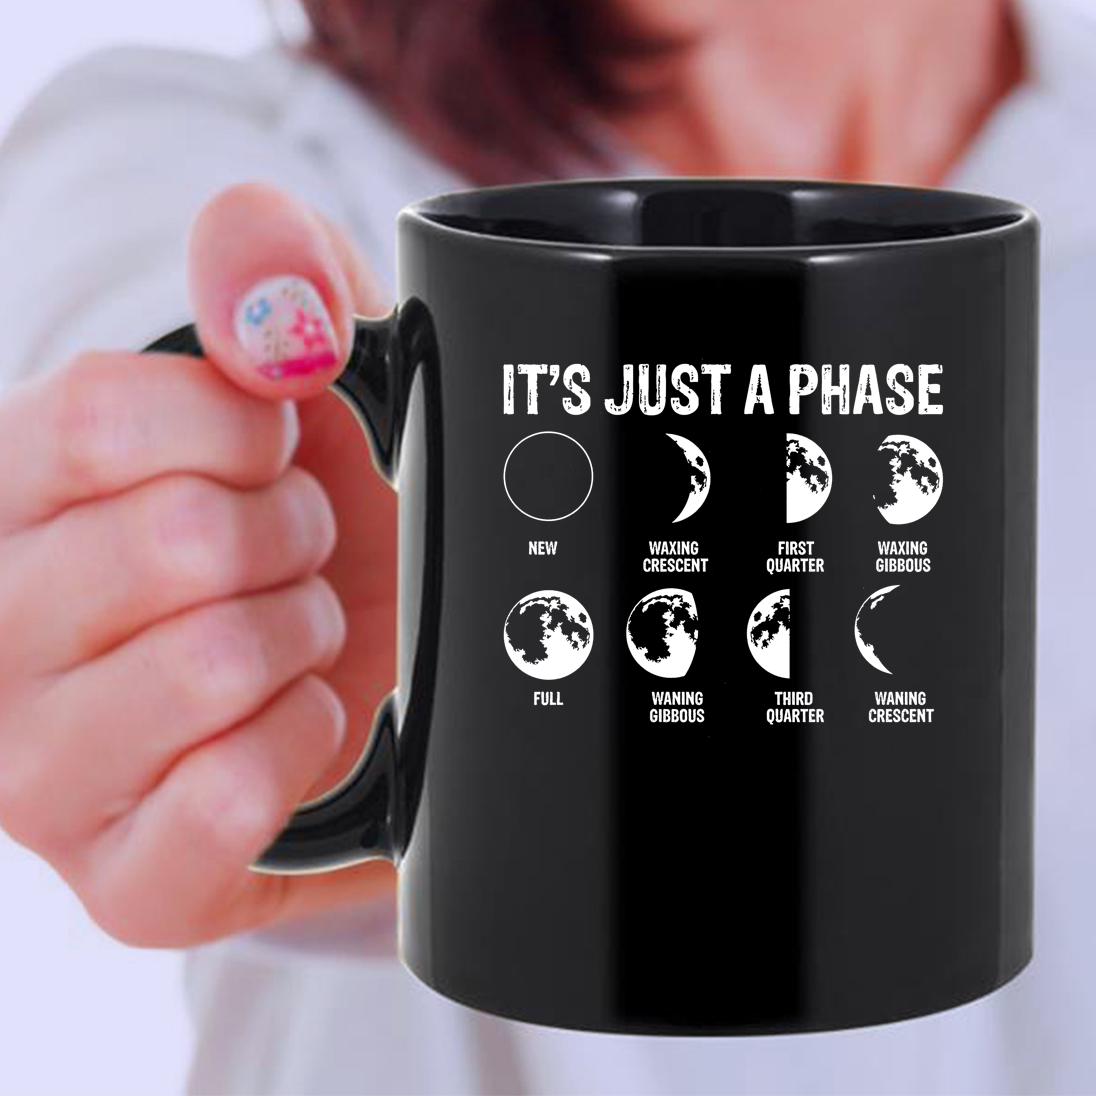 IT'S JUST A PHASE
NEW
WAXING
CRESCENT
FIRST
QUARTER
WAXING
GIBBOUS
FULL
WANING
GIBBOUS
THIRD
QUARTER
WANING
CRESCENT